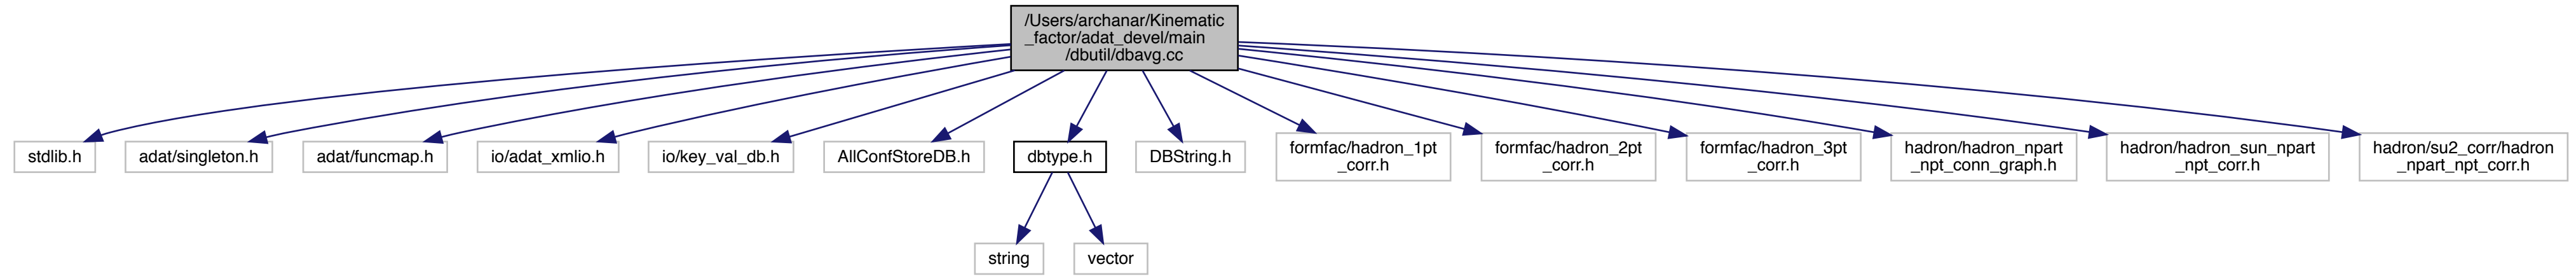 /Users/archanar/Kinematic
_factor/adat_devel/main
/dbutil/dbavg.cc
stdlib.h
adat/singleton.h
adat/funcmap.h
io/adat_xmlio.h
io/key_val_db.h
AllConfStoreDB.h
dbtype.h
DBString.h
formfac/hadron_1pt
_corr.h
formfac/hadron_2pt
_corr.h
formfac/hadron_3pt
_corr.h
hadron/hadron_npart
_npt_conn_graph.h
hadron/hadron_sun_npart
_npt_corr.h
hadron/su2_corr/hadron
_npart_npt_corr.h
string
vector